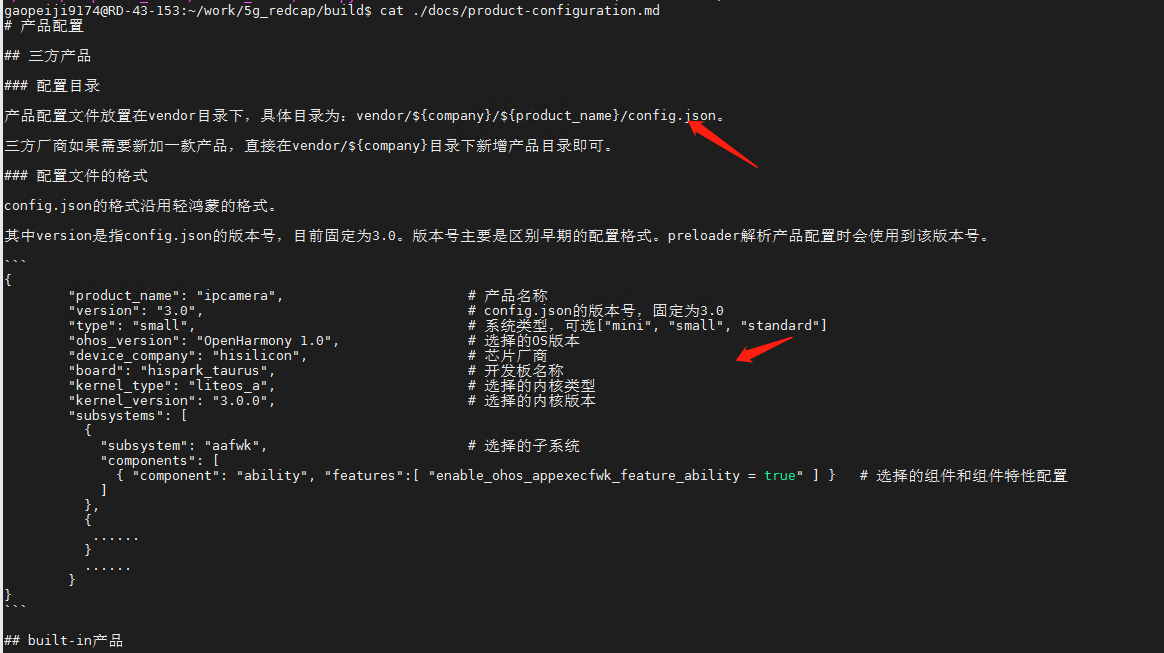 gaopeiji9174@RD-43-153:~/work/5g_redcap/build$ cat ./docs/product-configuration.md
# 产品配置
## 三方产品
### 配置目录
产品配置文件放置在vendor目录下，具体目录为：vendor/${company}/${product_name}/config.json。
三方厂商如果需要新加一款产品，直接在vendor/${company}目录下新增产品目录即可。
### 配置文件的格式
config.json的格式沿用轻鸿蒙的格式。
其中version是指config.json的版本号，目前固定为3.0。版本号主要是区别早期的配置格式。preloader解析产品配置时会使用到该版本号。
```
{
        "product_name": "ipcamera",                       # 产品名称
        "version": "3.0",                                 # config.json的版本号，固定为3.0
        "type": "small",                                  # 系统类型，可选["mini", "small", "standard"]
        "ohos_version": "OpenHarmony 1.0",                # 选择的OS版本
        "device_company": "hisilicon",                    # 芯片厂商
        "board": "hispark_taurus",                        # 开发板名称
        "kernel_type": "liteos_a",                        # 选择的内核类型
        "kernel_version": "3.0.0",                        # 选择的内核版本
        "subsystems": [
          {
            "subsystem": "aafwk",                         # 选择的子系统
            "components": [
              { "component": "ability", "features":[ "enable_ohos_appexecfwk_feature_ability = true" ] }   # 选择的组件和组件特性配置
            ]
          },
          {
           ......
          }
          ......
        }
}
```
## built-in产品